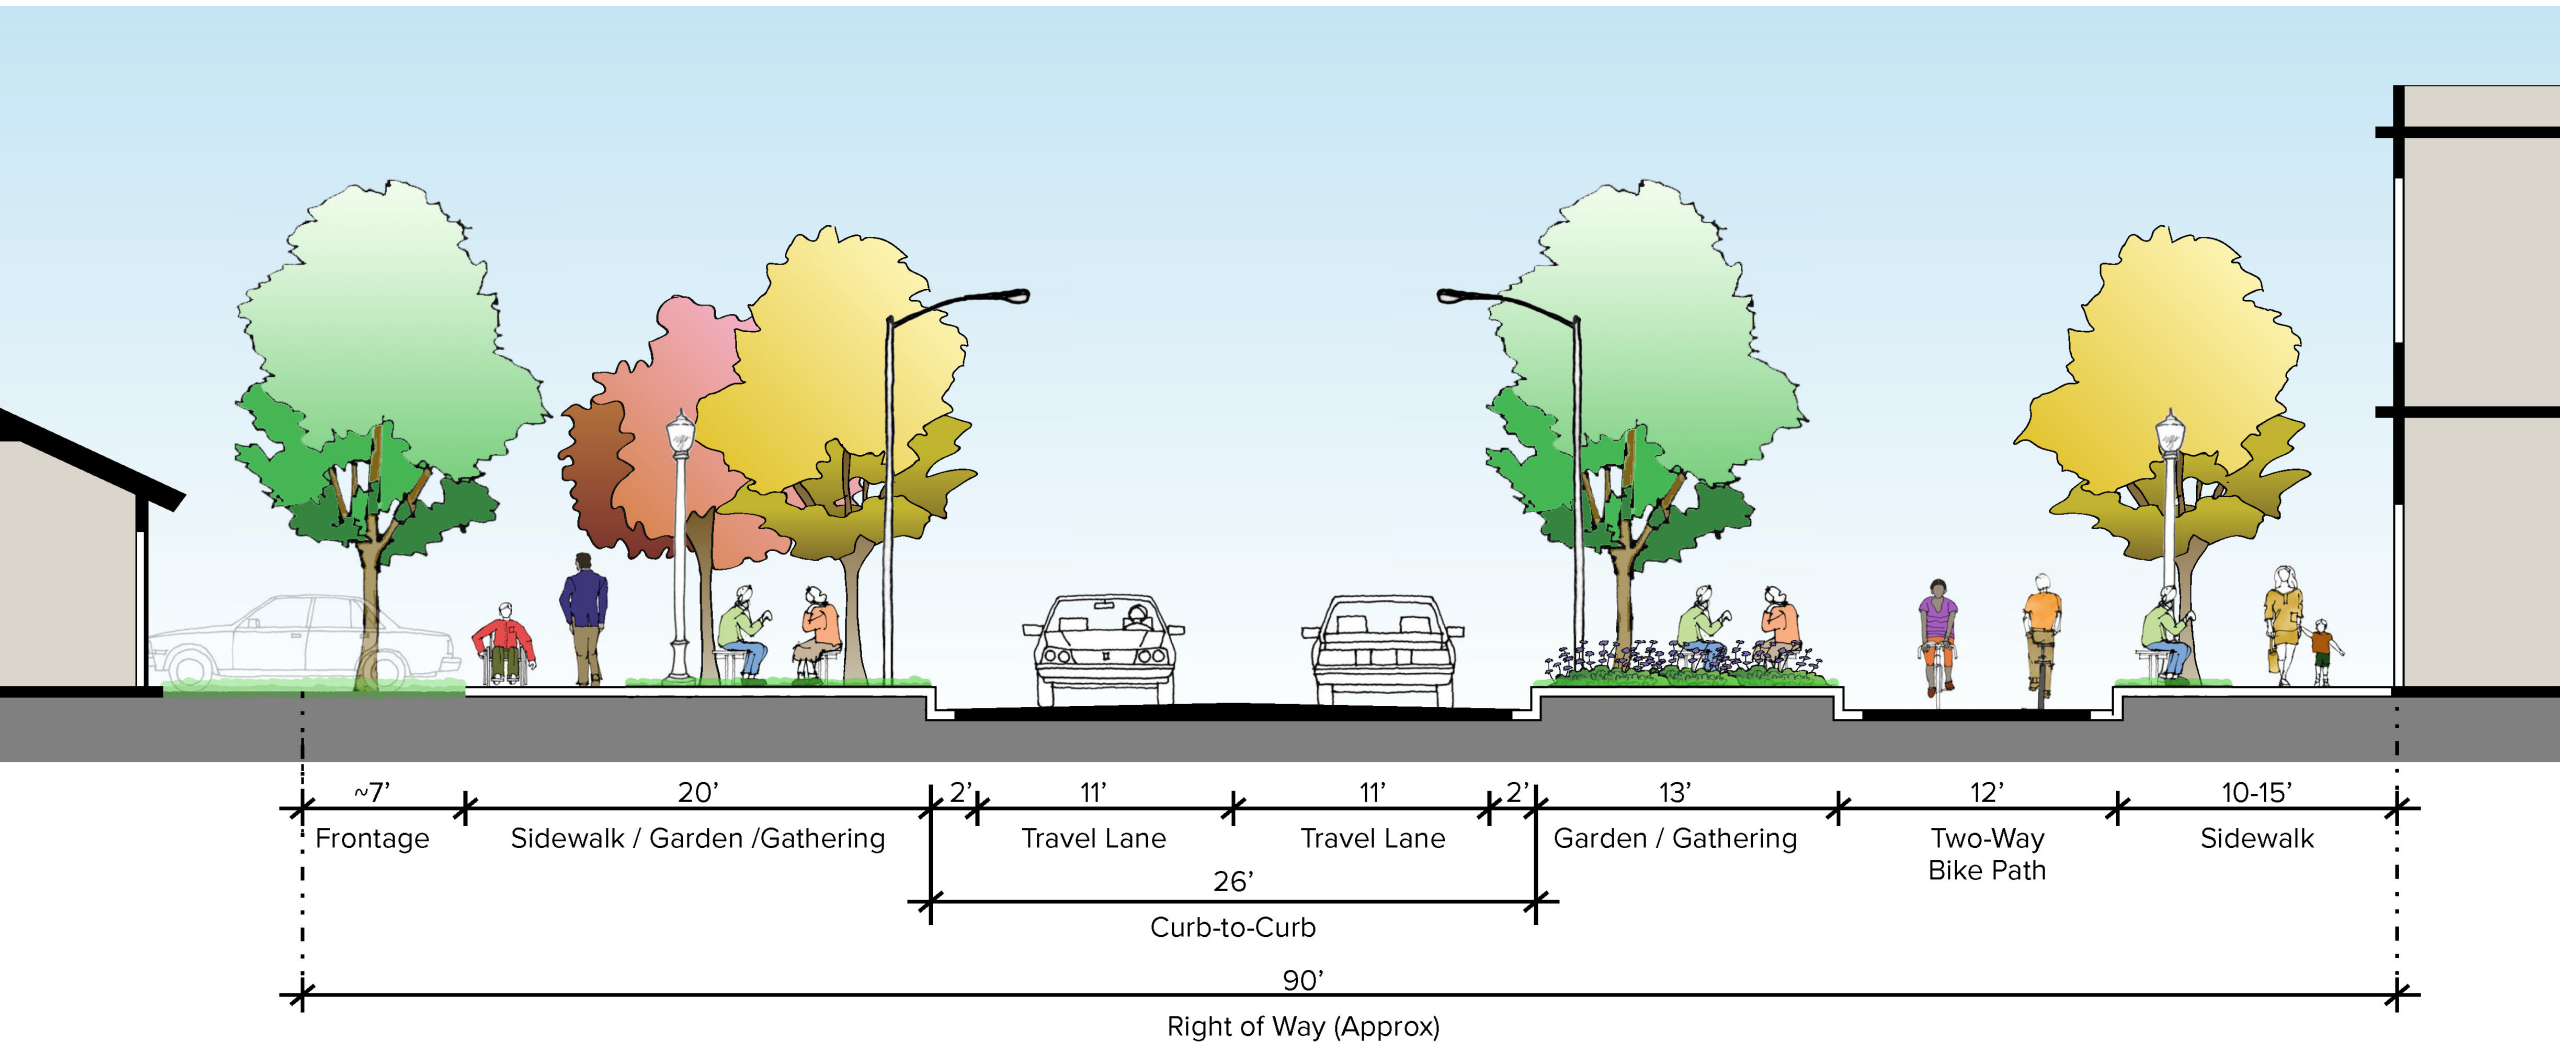 ~7’ 20’ 2’ 11’ 11’ 2’ 13’ 12’ 10-15’
Frontage Sidewalk / Garden /Gathering Travel Lane Travel Lane Garden / Gathering Two-Way Sidewalk
Bike Path
26’
Curb-to-Curb
90’
Right of Way (Approx)